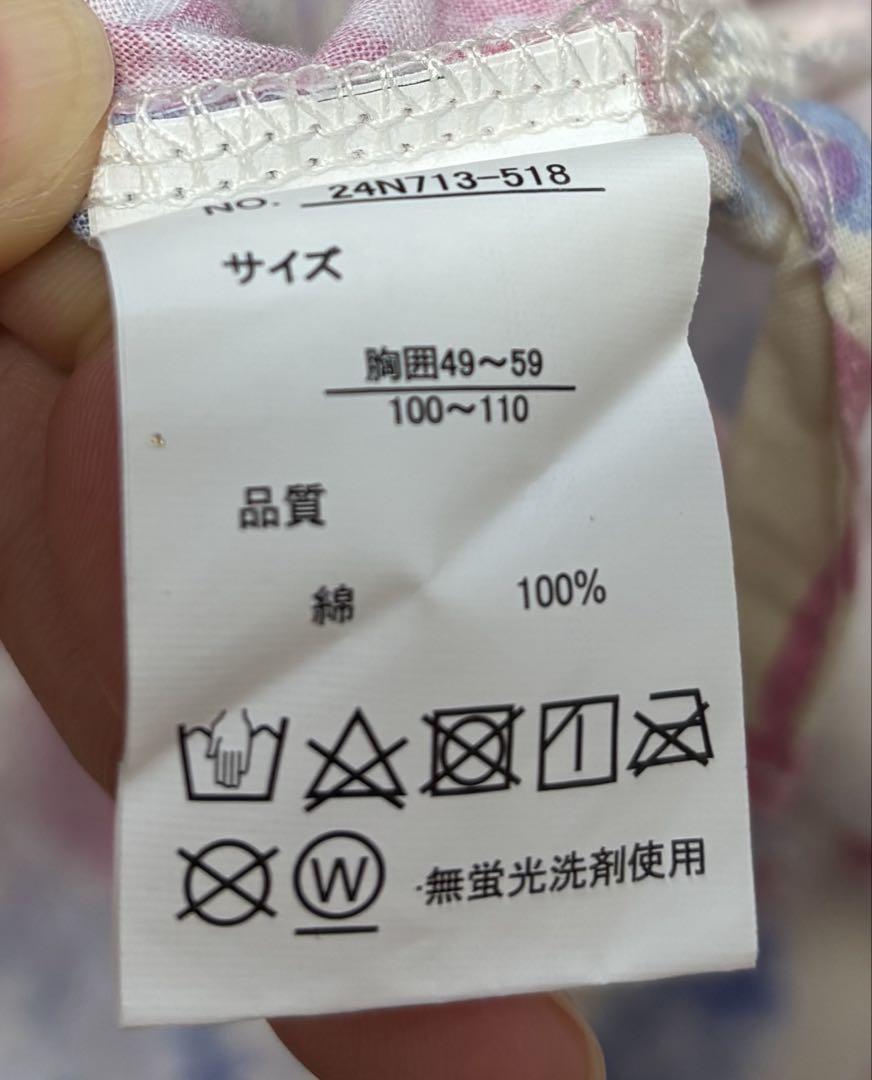 NO. 24N713-518
サイズ
胸囲49～59
100～110
品質
綿 100%
W ・無蛍光洗剤使用